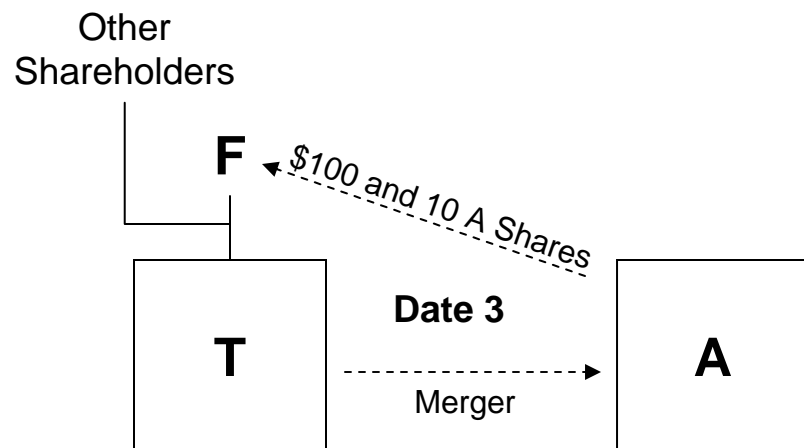 Other
Shareholders
F
$100 and 10 A Shares
Date 3
T
A
Merger